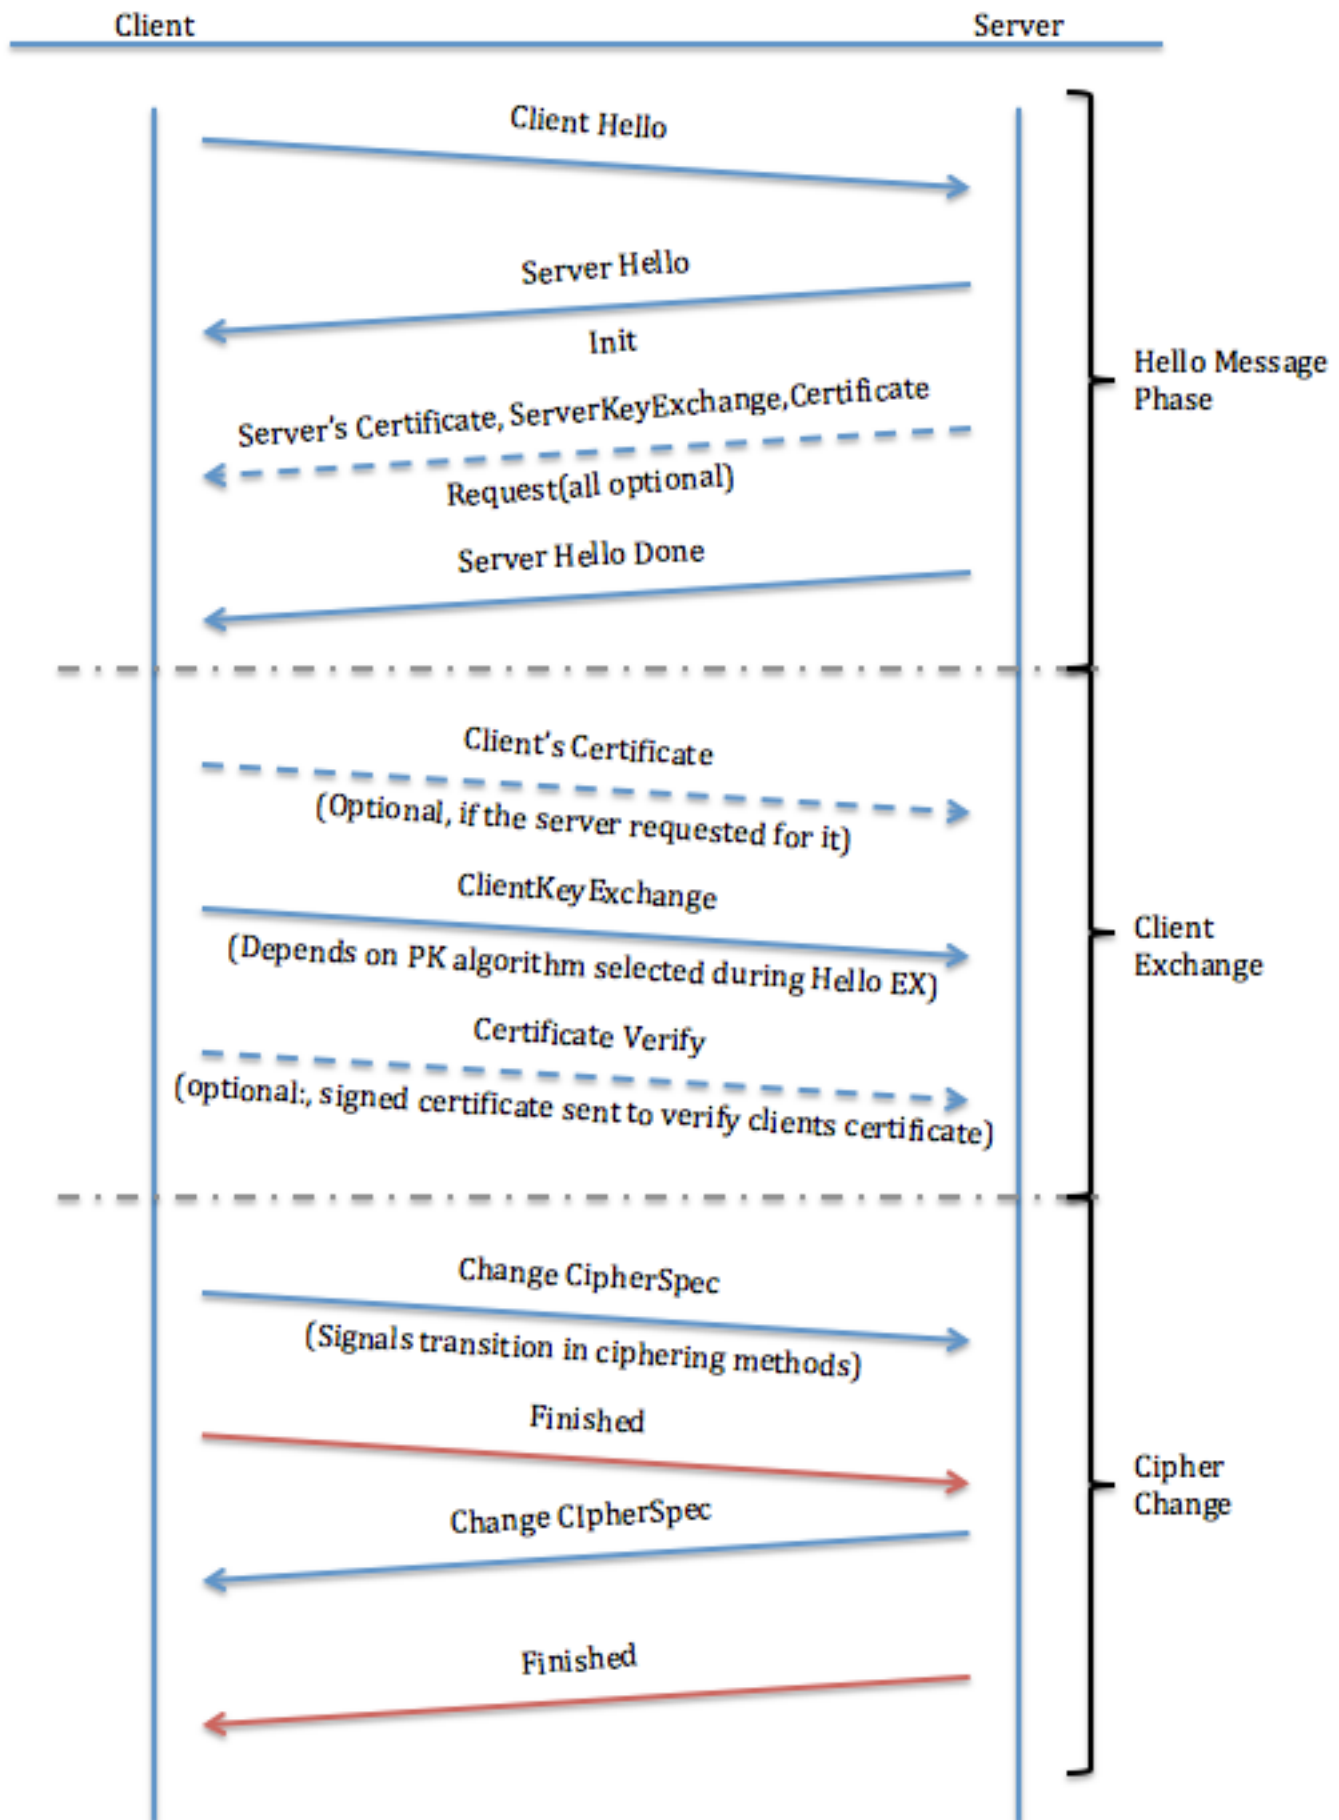 Client
Server
Client Hello
Server Hello
Init
Server's Certificate, ServerKeyExchange,Certificate
Request(all optional)
Server Hello Done
Hello Message
Phase
Client's Certificate
(Optional, if the server requested for it)
ClientKeyExchange
(Depends on PK algorithm selected during Hello EX)
Certificate Verify
(optional:, signed certificate sent to verify clients certificate)
Client
Exchange
Change CipherSpec
(Signals transition in ciphering methods)
Finished
Change CIpherSpec
Finished
Cipher
Change